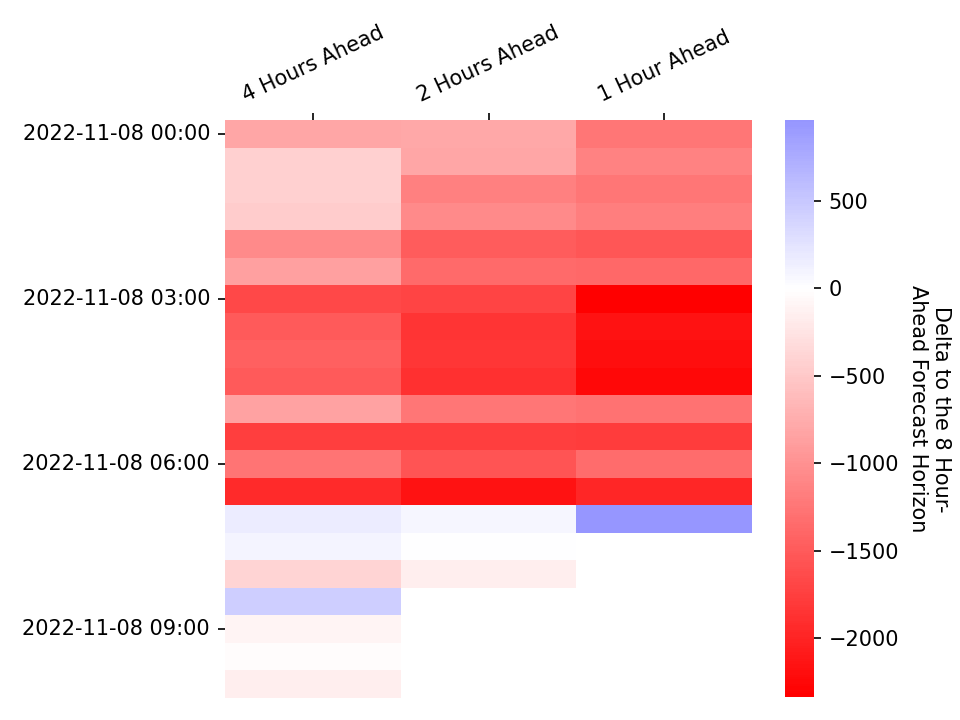 4 Hours Ahead
2 Hours Ahead
1 Hour Ahead
2022-11-08 00:00
2022-11-08 03:00
2022-11-08 06:00
2022-11-08 09:00
500
0
−500
−1000
−1500
−2000
Delta to the 8 Hour-
Ahead Forecast Horizon